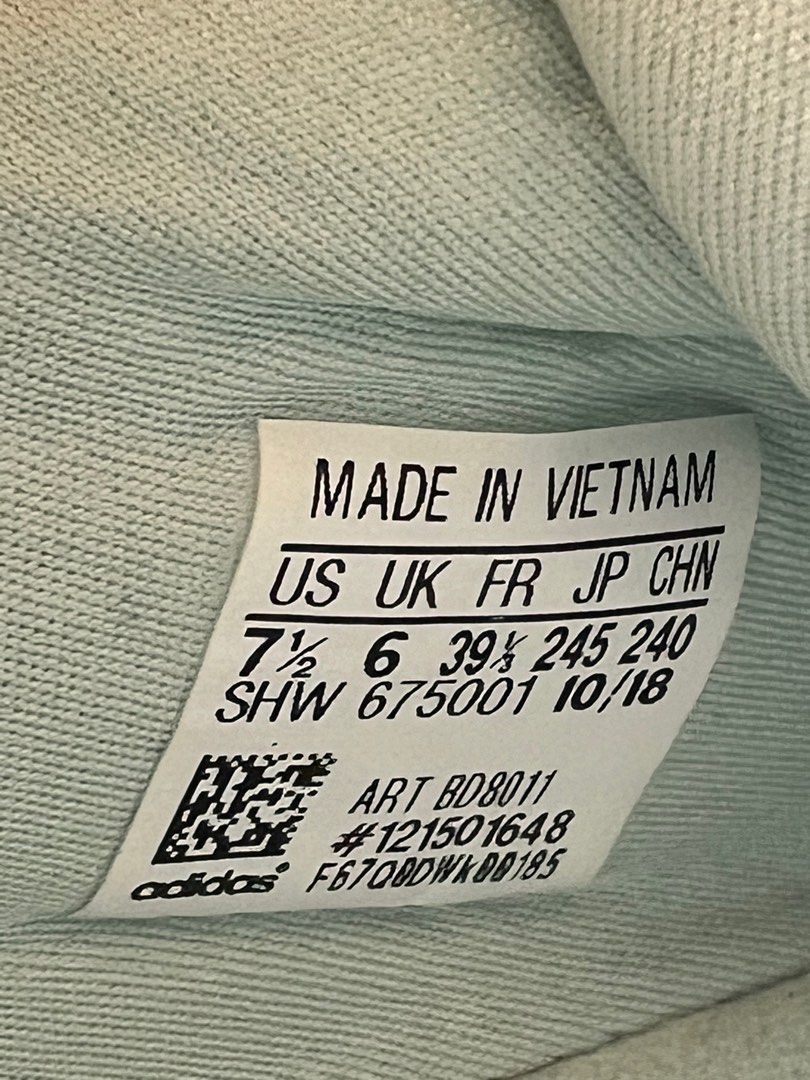 MADE IN VIETNAM
US UK FR JP CHN
7½ 6 39⅓ 245 240
SHW 675001 10/18
ART BD8011
#121501648
F67Q0DWK00185
adidas®